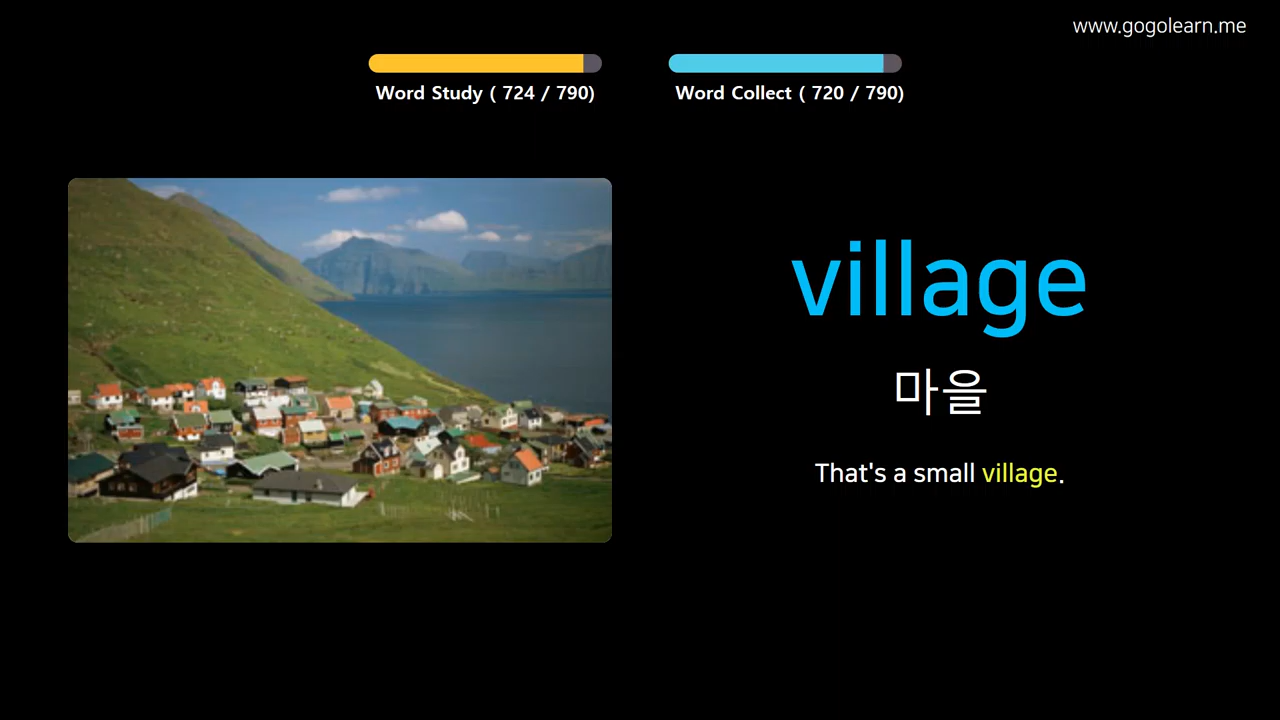 www.gogolearn.me
Word Study ( 724 / 790)
Word Collect ( 720 / 790)
village
마을
That's a small village.